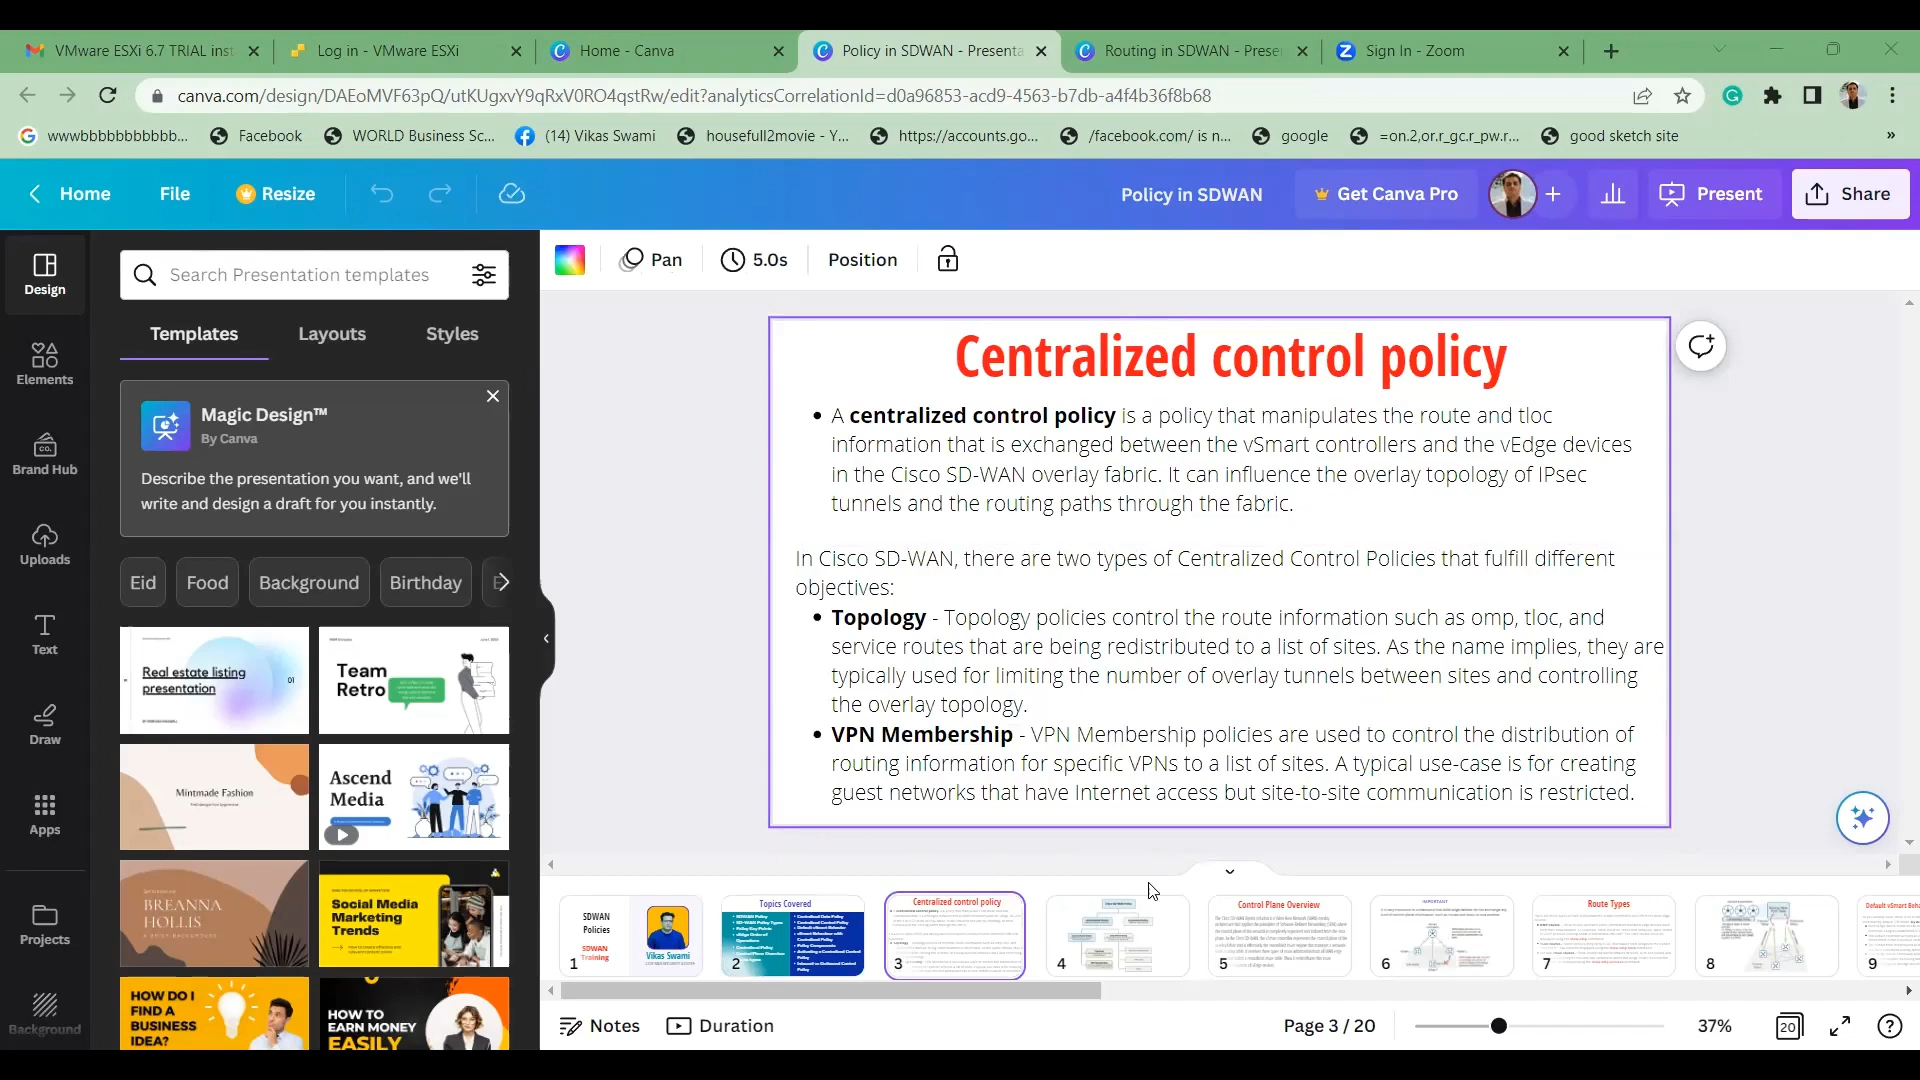 VMware ESXi 6.7 TRIAL inst
Log in - VMware ESXi
Home - Canva
Policy in SDWAN - Presenta
Routing in SDWAN - Prese
Sign In - Zoom
canva.com/design/DAEoMVF63pQ/utKUgxvY9qRxV0RO4qstRw/edit?analyticsCorrelationId=d0a96853-acd9-4563-b7db-a4f4b36f8b68
wwwbbbbbbbbbbb...
Facebook
WORLD Business Sc...
(14) Vikas Swami
housefull2movie - Y...
https://accounts.go...
/facebook.com/ is n...
google
=on.2,or.r_gc.r_pw.r...
good sketch site
»
Home
File
Resize
Policy in SDWAN
Get Canva Pro
Present
Share
Design
Elements
Brand Hub
Uploads
Text
Draw
Apps
Projects
Background
Search Presentation templates
Templates
Layouts
Styles
Magic Design™
By Canva
Describe the presentation you want, and we'll
write and design a draft for you instantly.
Eid
Food
Background
Birthday
Real estate listing
presentation
01
Team
Retro
Mintmade Fashion
Ascend
Media
BREANNA
HOLLIS
Social Media
Marketing
Trends
HOW DO I
FIND A
BUSINESS
IDEA?
HOW TO
EARN MONEY
EASILY
Pan
5.0s
Position
Centralized control policy
• A centralized control policy is a policy that manipulates the route and tloc
information that is exchanged between the vSmart controllers and the vEdge devices
in the Cisco SD-WAN overlay fabric. It can influence the overlay topology of IPsec
tunnels and the routing paths through the fabric.
In Cisco SD-WAN, there are two types of Centralized Control Policies that fulfill different
objectives:
• Topology - Topology policies control the route information such as omp, tloc, and
service routes that are being redistributed to a list of sites. As the name implies, they are
typically used for limiting the number of overlay tunnels between sites and controlling
the overlay topology.
• VPN Membership - VPN Membership policies are used to control the distribution of
routing information for specific VPNs to a list of sites. A typical use-case is for creating
guest networks that have Internet access but site-to-site communication is restricted.
SDWAN
Policies
SDWAN
Training
Vikas Swami
1
Topics Covered
2
Centralized control policy
3
4
Control Plane Overview
5
IMPORTANT
6
Route Types
7
8
Default vSmart Beha
9
Notes
Duration
Page 3 / 20
37%
20